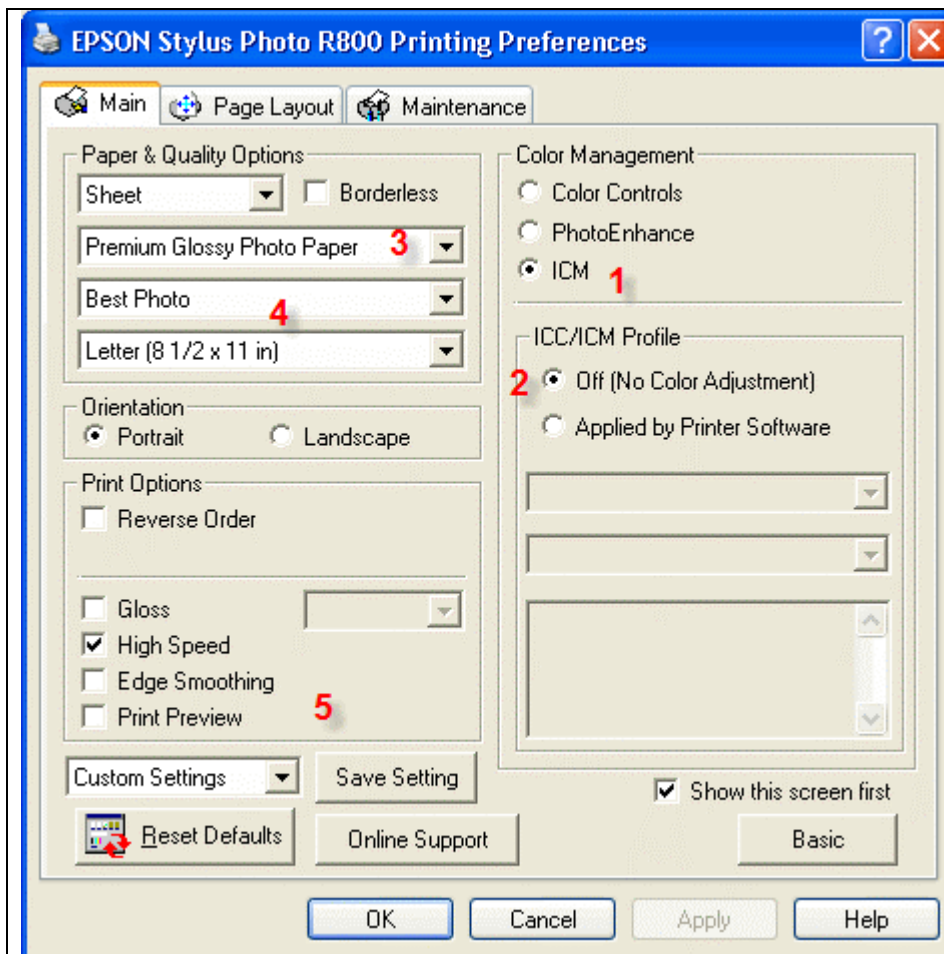 EPSON Stylus Photo R800 Printing Preferences
Main
Page Layout
Maintenance
Paper & Quality Options
Sheet
Borderless
Premium Glossy Photo Paper
3
Best Photo
4
Letter (8 1/2 x 11 in)
Orientation
Portrait
Landscape
Print Options
Reverse Order
Gloss
High Speed
Edge Smoothing
Print Preview
5
Custom Settings
Save Setting
Reset Defaults
Online Support
Color Management
Color Controls
PhotoEnhance
ICM
1
ICC/ICM Profile
2
Off (No Color Adjustment)
Applied by Printer Software
Show this screen first
Basic
OK
Cancel
Apply
Help